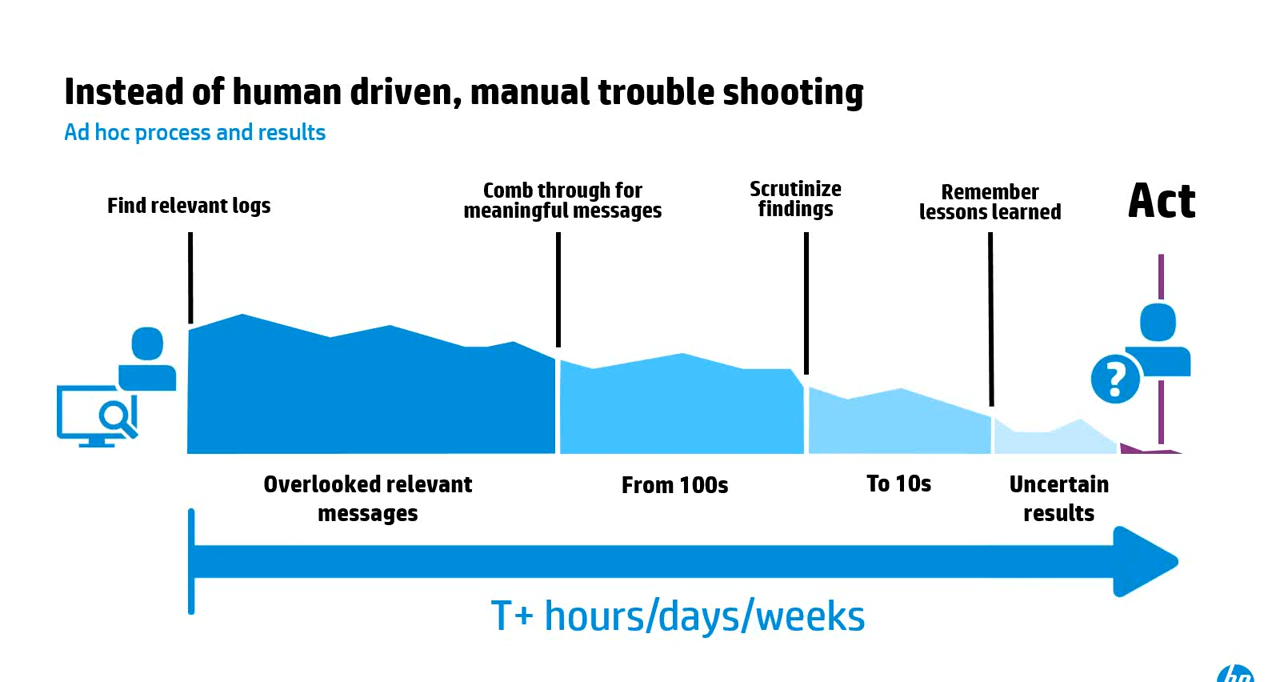 Instead of human driven, manual trouble shooting
Ad hoc process and results
Find relevant logs
Comb through for
meaningful messages
Scrutinize
findings
Remember
lessons learned
Act
?
Overlooked relevant
messages
From 100s
To 10s
Uncertain
results
T+ hours/days/weeks
hp